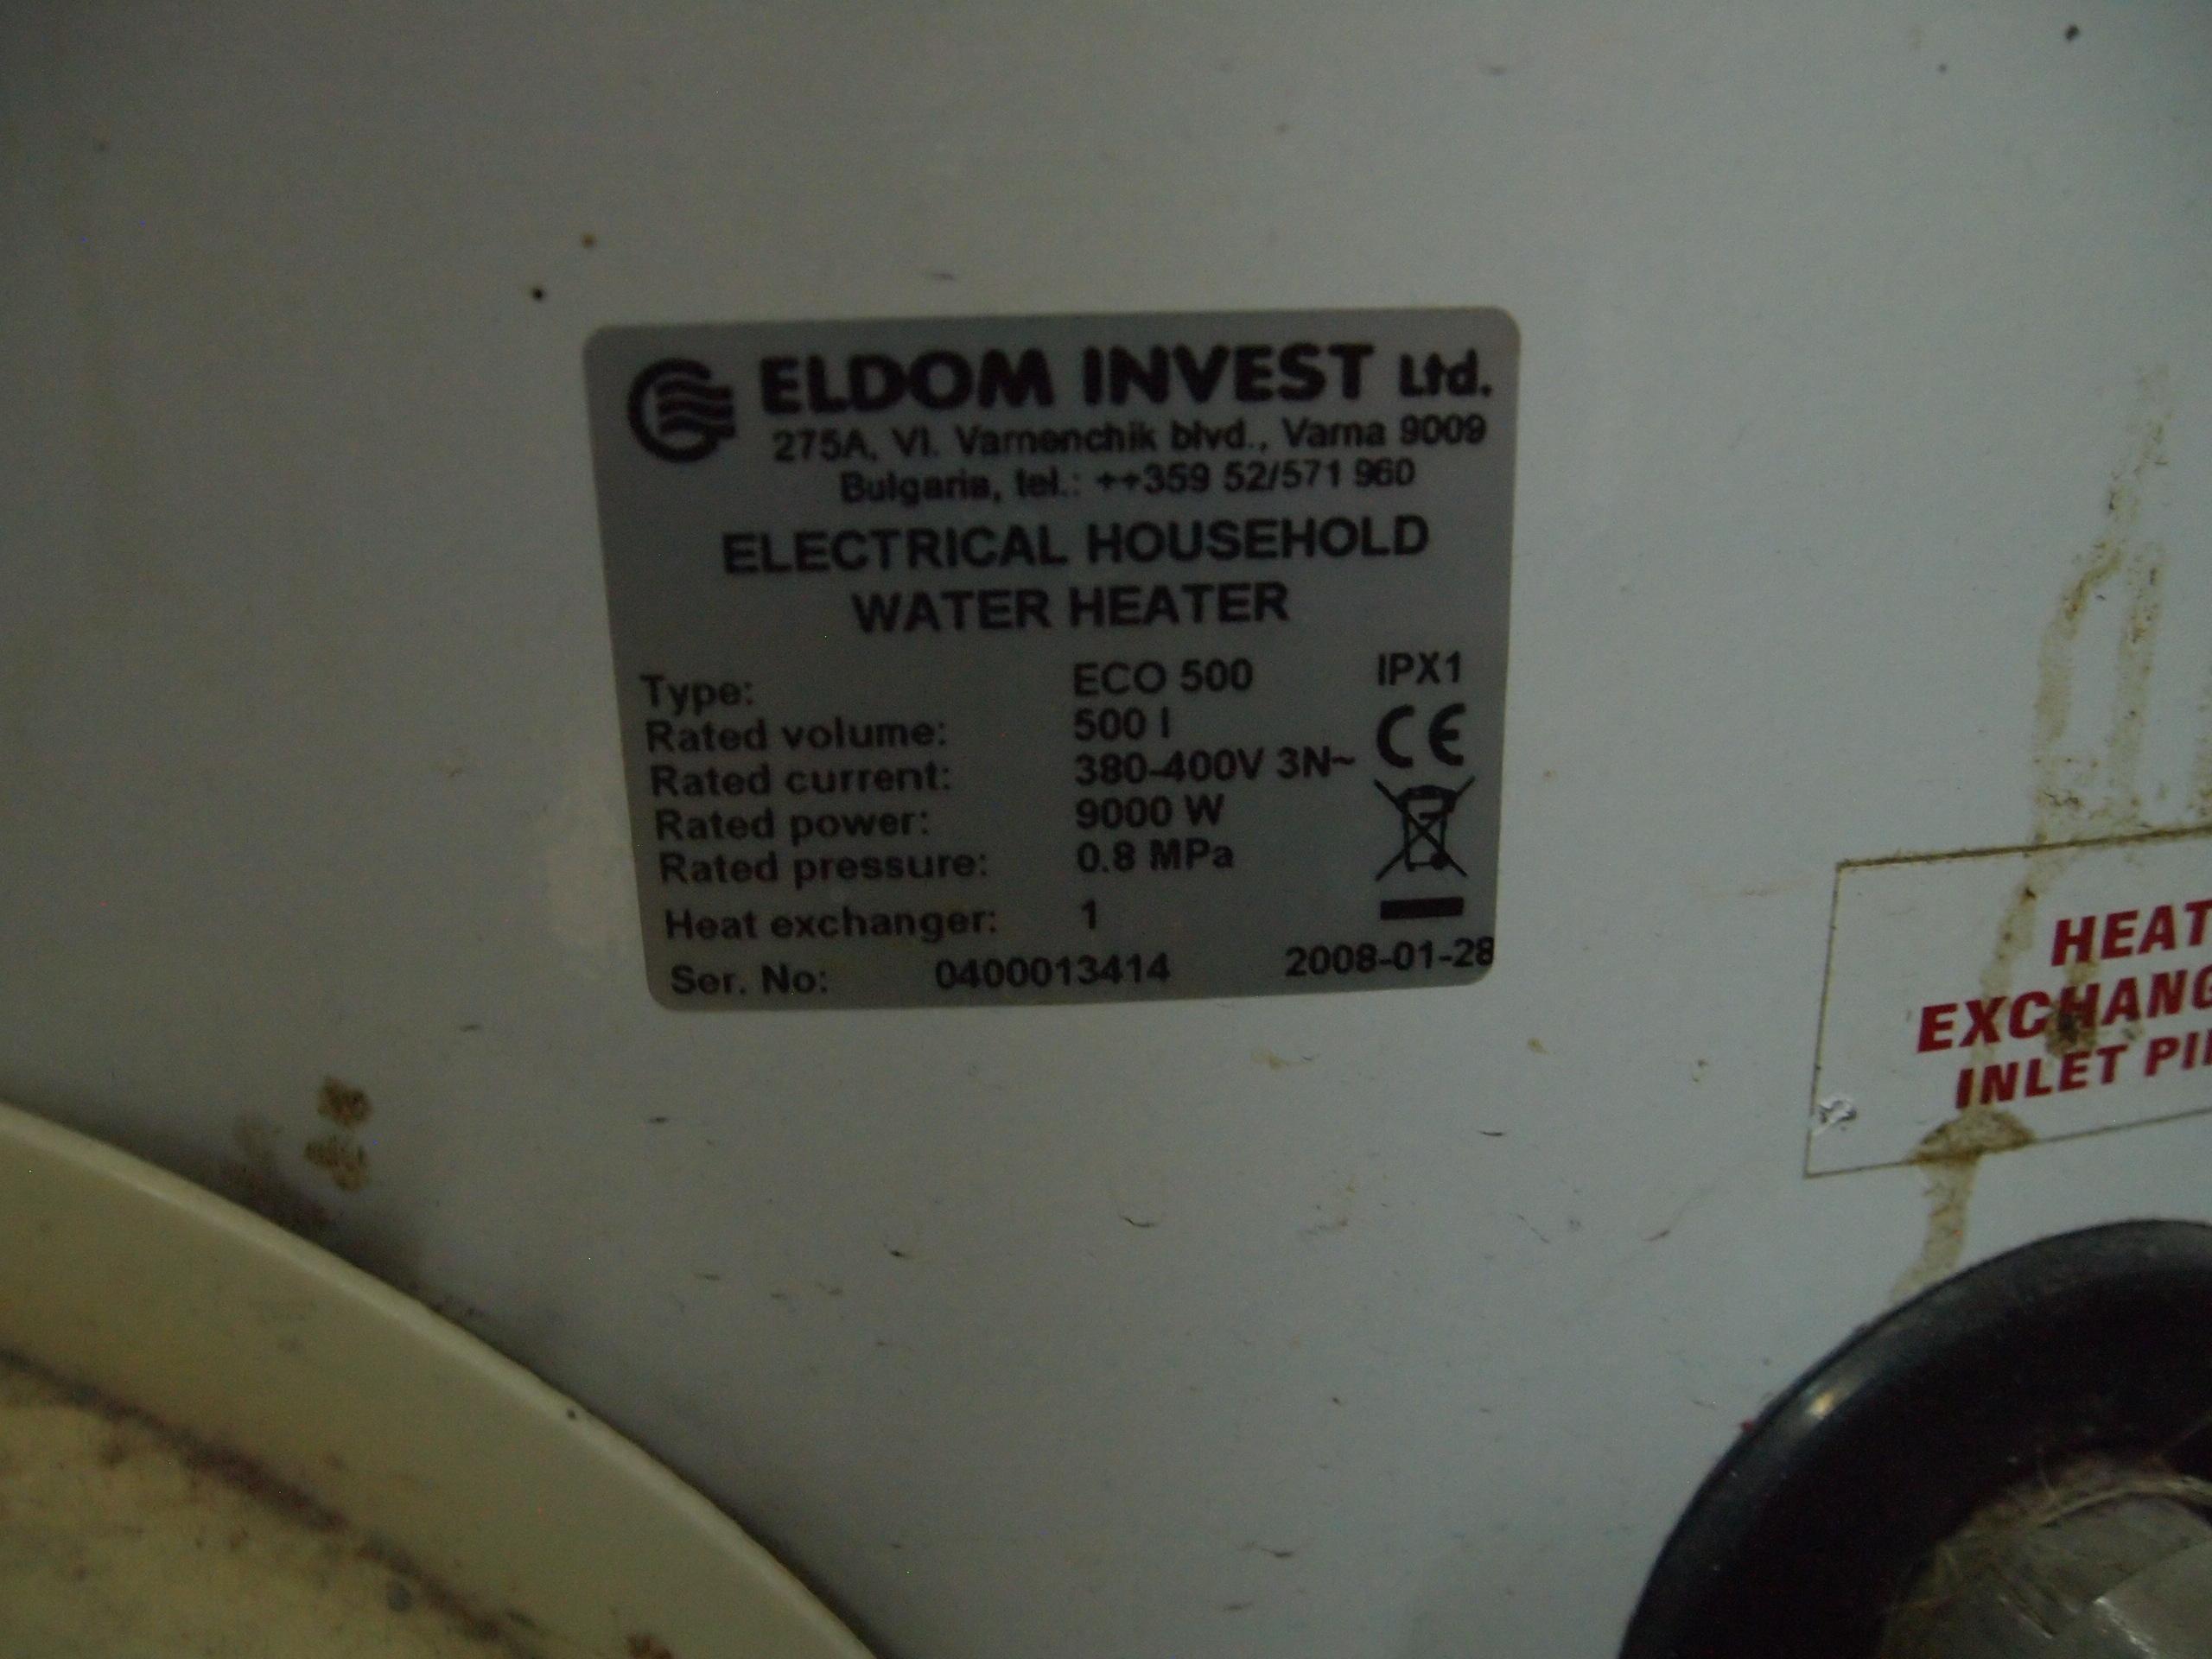 ELDOM INVEST Ltd.
275A, Vl. Varnenchik blvd., Varna 9009
Bulgaria, tel.: ++359 52/571 960
ELECTRICAL HOUSEHOLD
WATER HEATER
Type: ECO 500 IPX1
Rated volume: 500 l
CE
Rated current: 380-400V 3N~
Rated power: 9000 W
Rated pressure: 0.8 MPa
Heat exchanger: 1
Ser. No: 0400013414 2008-01-28
HEAT
EXCHANG
INLET PI